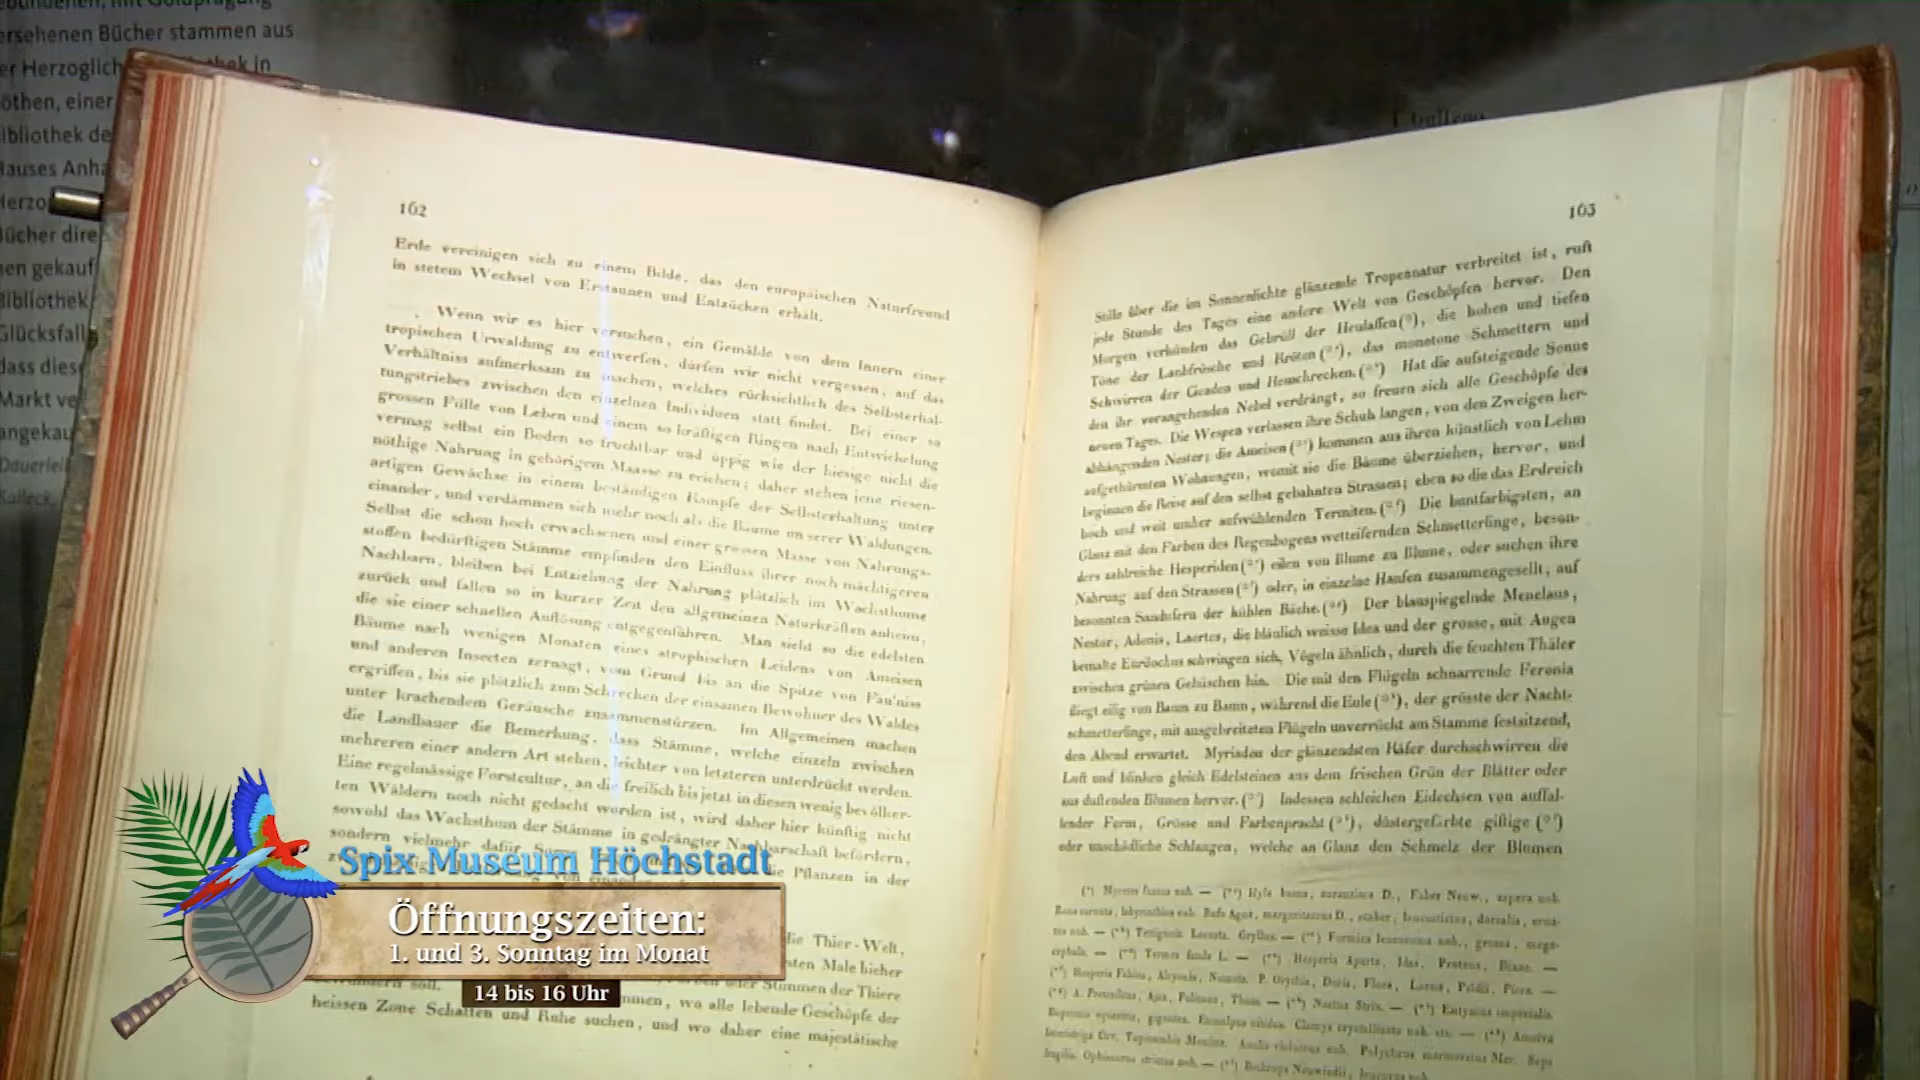 ebundenen, mit Goldprägung
ersehenen Bücher stammen aus
er Herzoglich bibliothek in
öthen, einer
ibliothek de
Hauses Anha
Herzo
Bücher dire
en gekauf
Bibliothek
Glücksfall
dass diese
Markt ve
angekau
Dauerlei
162
Erde vereinigen sich zu einem Bilde, das den europäischen Naturfreund
in stetem Wechsel von Erstaunen und Entzücken erhält.
Wenn wir es hier versuchen, ein Gemälde von dem Innern einer
tropischen Urwaldung zu entwerfen, dürfen wir nicht vergessen, auf das
Verhältniss aufmerksam zu machen, welches rücksichtlich des Selbsterhal-
tungstriebes zwischen den einzelnen Individuen statt findet. Bei einer so
grossen Fülle von Leben und einem so kräftigen Ringen nach Entwickelung
vermag selbst ein Boden so fruchtbar und üppig wie der hiesige nicht die
nöthige Nahrung in gehörigem Maasse zu reichen; daher stehen jene riesen-
artigen Gewächse in einem beständigen Kampfe der Selbsterhaltung unter
einander, und verdämmen sich mehr noch als die Bäume unserer Waldungen.
Selbst die schon hoch erwachsenen und einer grossen Masse von Nahrungs-
stoffen bedürftigen Stämme empfinden den Einfluss ihrer noch mächtigeren
Nachbarn, bleiben bei Entziehung der Nahrung plötzlich im Wachsthume
zurück und fallen so in kurzer Zeit den allgemeinen Naturkräften anheim,
die sie einer schnellen Auflösung entgegenführen. Man sieht so die edelsten
Bäume nach wenigen Monaten eines atrophischen Leidens von Ameisen
und anderen Insecten zernagt, vom Grund bis an die Spitze von Fäulniss
ergriffen, bis sie plötzlich zum Schrecken der einsamen Bewohner des Waldes
unter krachendem Geräusche zusammenstürzen. Im Allgemeinen machen
die Landbauer die Bemerkung, dass Stämme, welche einzeln zwischen
mehreren einer andern Art stehen, leichter von letzteren unterdrückt werden.
Eine regelmässige Forstcultur, an die freilich bis jetzt in diesen wenig bevölker-
ten Wäldern noch nicht gedacht worden ist, wird daher hier künftig nicht
sowohl das Wachsthum der Stämme in gedrängter Nachbarschaft befördern,
sondern vielmehr dafür
die Pflanzen in der
die Thier-Welt,
sten Male hieher
oder Stimmen der Thiere
wo alle lebende Geschöpfe der
heissen Zone Schatten und Ruhe suchen, und wo daher eine majestätische
163
Stille über die im Sonnenlichte glänzende Tropennatur verbreitet ist, ruft
jede Stunde des Tages eine andere Welt von Geschöpfen hervor. Den
Morgen verkünden das Gebrüll der Heulaffen, die hohen und tiefen
Töne der Laubfrösche und Kröten, das monotone Schmettern und
Schwirren der Cicaden und Heuschrecken. Hat die aufsteigende Sonne
den ihr vorangehenden Nebel verdrängt, so freuen sich alle Geschöpfe des
neuen Tages. Die Wespen verlassen ihre Schuh langen, von den Zweigen her-
abhängenden Nester; die Ameisen kommen aus ihren künstlich von Lehm
aufgethürmten Wohnungen, womit sie die Bäume überziehen, hervor, und
beginnen die Reise auf den selbst gebahnten Strassen; eben so die das Erdreich
hoch und weit umher aufwühlenden Termiten. Die buntfarbigsten, an
Glanz mit den Farben des Regenbogens wetteifernden Schmetterlinge, beson-
ders zahlreiche Hesperiden eilen von Blume zu Blume, oder suchen ihre
Nahrung auf den Strassen oder, in einzelne Haufen zusammengesellt, auf
besonnten Sandufern der kühlen Bäche. Der blauspiegelnde Menelaus,
Nestor, Adonis, Laertes, die bläulich weisse Idea und der grosse, mit Augen
bemalte Eurilochus schwingen sich, Vögeln ähnlich, durch die feuchten Thäler
zwischen grünen Gebüschen hin. Die mit den Flügeln schnarrende Feronia
fliegt eilig von Baum zu Baum, während die Eule, der grösste der Nacht-
schmetterlinge, mit ausgebreiteten Flügeln unverrückt am Stamme festsitzend,
den Abend erwartet. Myriaden der glänzendsten Käfer durchschwirren die
Luft und blinken gleich Edelsteinen aus dem frischen Grün der Blätter oder
aus duftenden Blumen hervor. Indessen schleichen Eidechsen von auffal-
lender Form, Grösse und Farbenpracht, düstergefärbte giftige
oder unschädliche Schlangen, welche an Glanz den Schmelz der Blumen
Spix Museum Höchstadt
Öffnungszeiten:
1. und 3. Sonntag im Monat
14 bis 16 Uhr